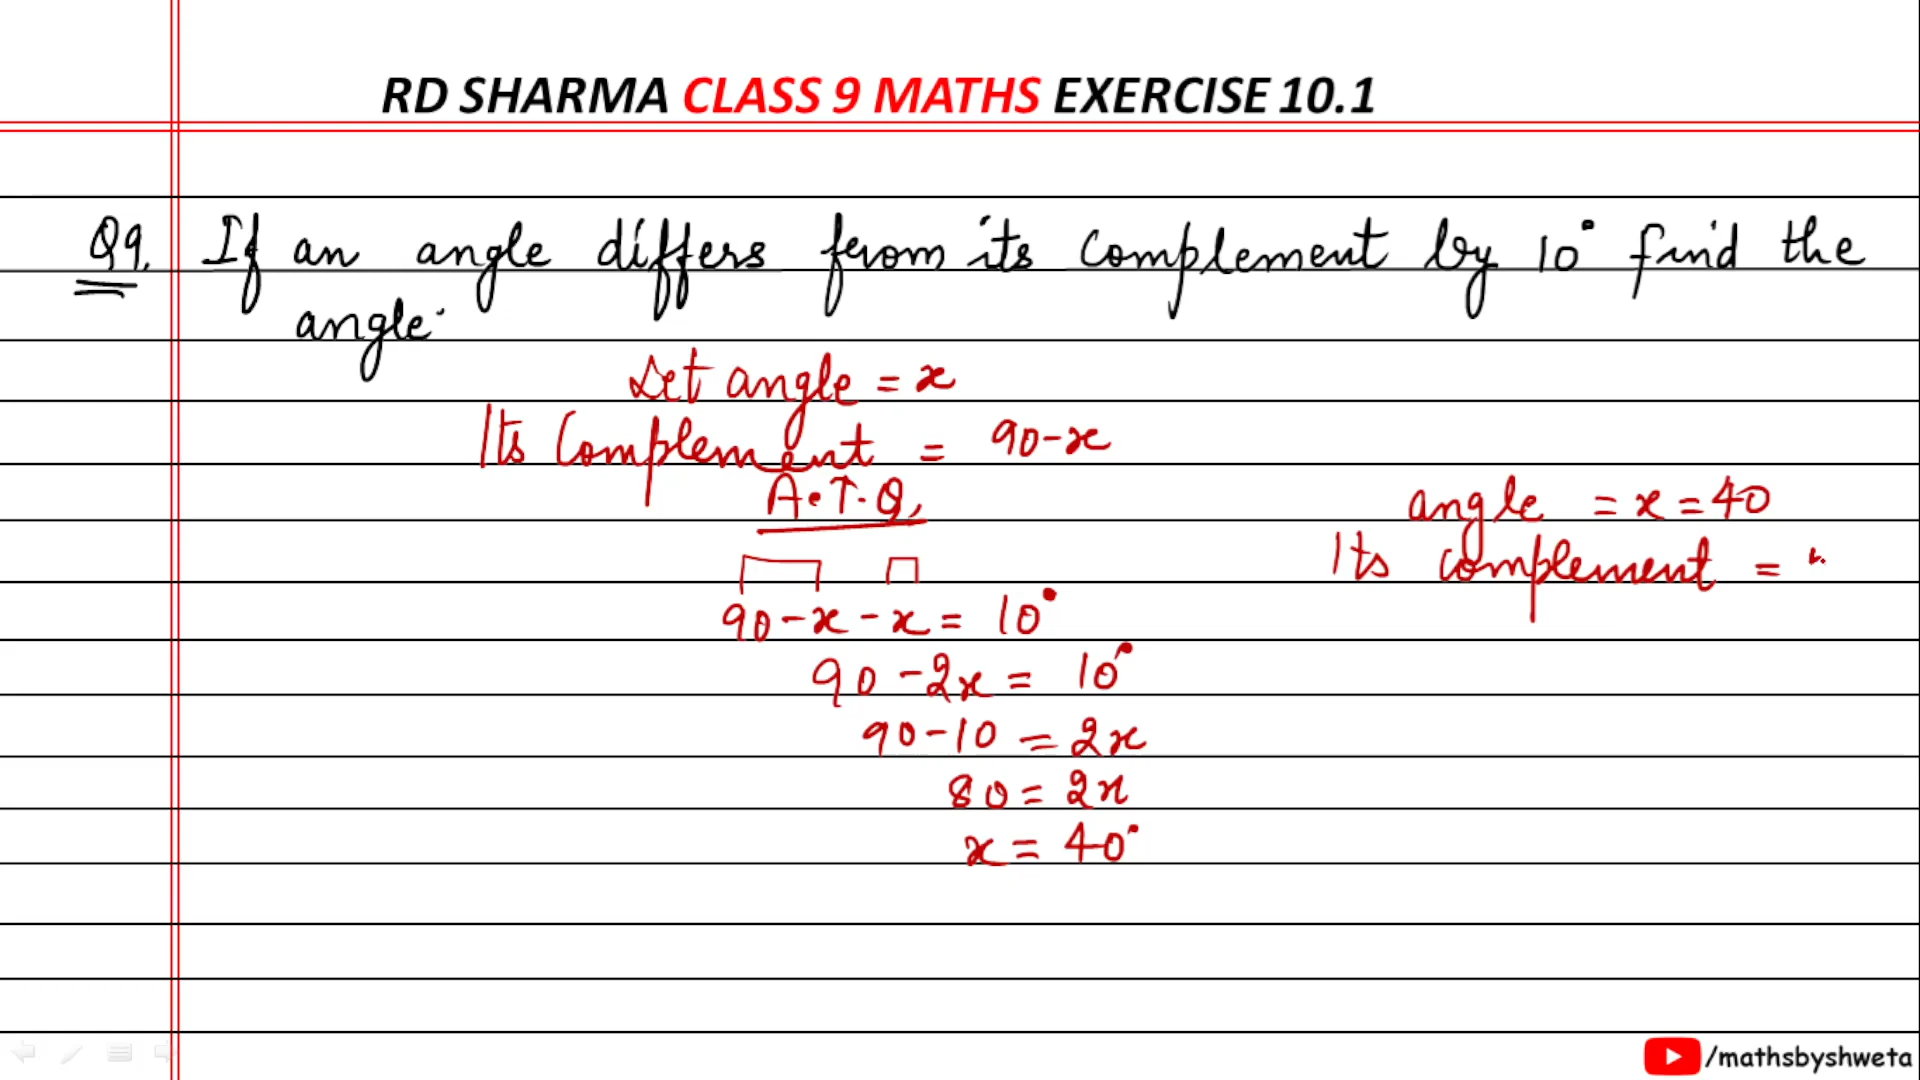 RD SHARMA CLASS 9 MATHS EXERCISE 10.1
Q9. If an angle differs from its complement by 10° find the
angle.
Let angle = x
Its Complement = 90-x
A.T.Q,
90-x-x = 10°
90-2x = 10°
90-10 = 2x
80 = 2x
x = 40°
angle = x = 40
Its complement =
/mathsbyshweta